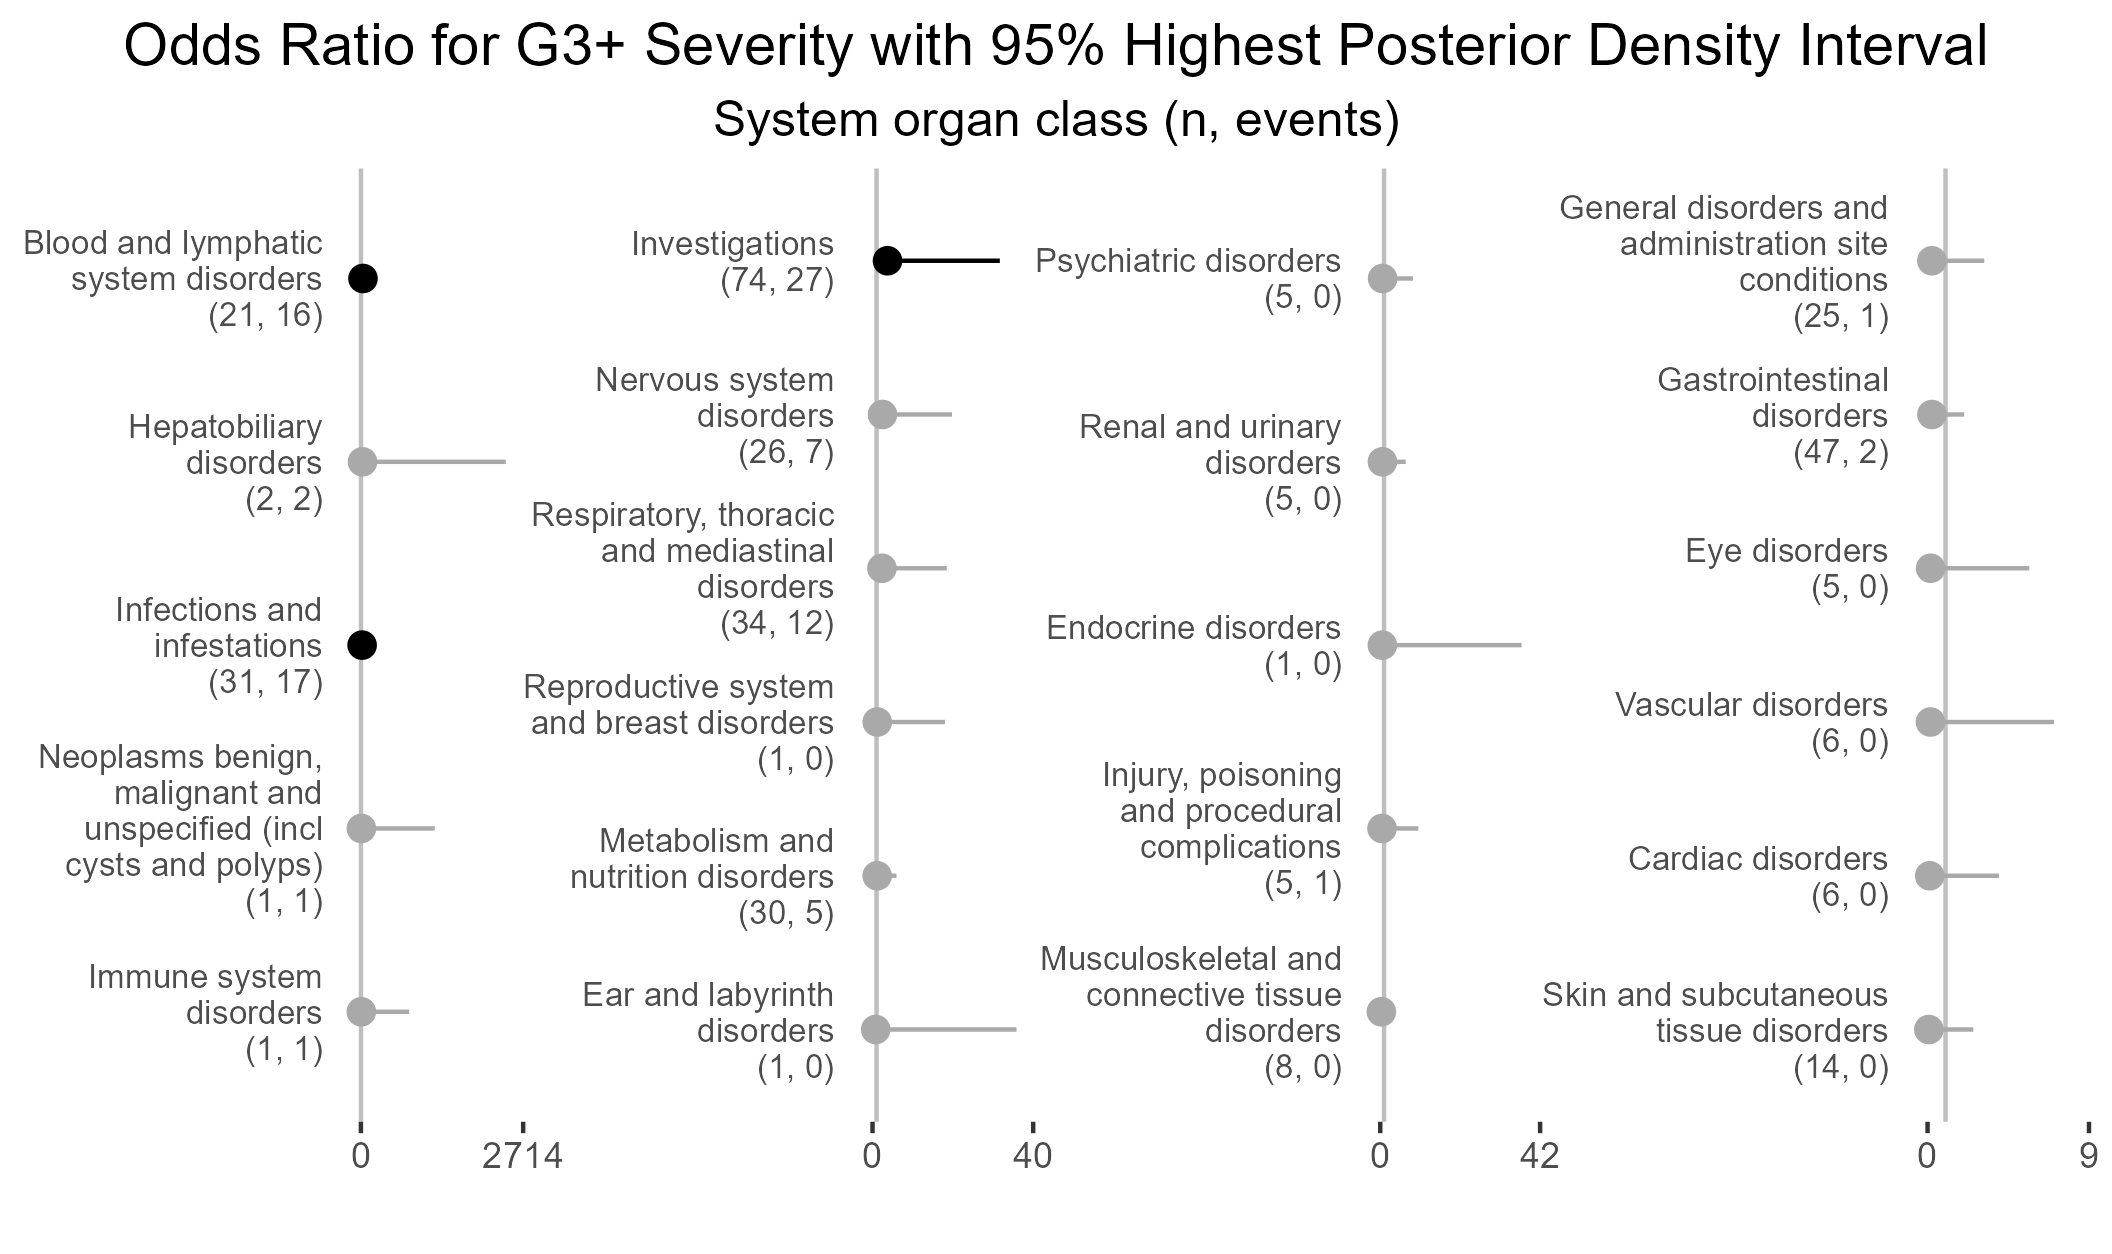 Odds Ratio for G3+ Severity with 95% Highest Posterior Density Interval
System organ class (n, events)
Blood and lymphatic
system disorders
(21, 16)
Hepatobiliary
disorders
(2, 2)
Infections and
infestations
(31, 17)
Neoplasms benign,
malignant and
unspecified (incl
cysts and polyps)
(1, 1)
Immune system
disorders
(1, 1)
0
2714
Investigations
(74, 27)
Nervous system
disorders
(26, 7)
Respiratory, thoracic
and mediastinal
disorders
(34, 12)
Reproductive system
and breast disorders
(1, 0)
Metabolism and
nutrition disorders
(30, 5)
Ear and labyrinth
disorders
(1, 0)
0
40
Psychiatric disorders
(5, 0)
Renal and urinary
disorders
(5, 0)
Endocrine disorders
(1, 0)
Injury, poisoning
and procedural
complications
(5, 1)
Musculoskeletal and
connective tissue
disorders
(8, 0)
0
42
General disorders and
administration site
conditions
(25, 1)
Gastrointestinal
disorders
(47, 2)
Eye disorders
(5, 0)
Vascular disorders
(6, 0)
Cardiac disorders
(6, 0)
Skin and subcutaneous
tissue disorders
(14, 0)
0
9